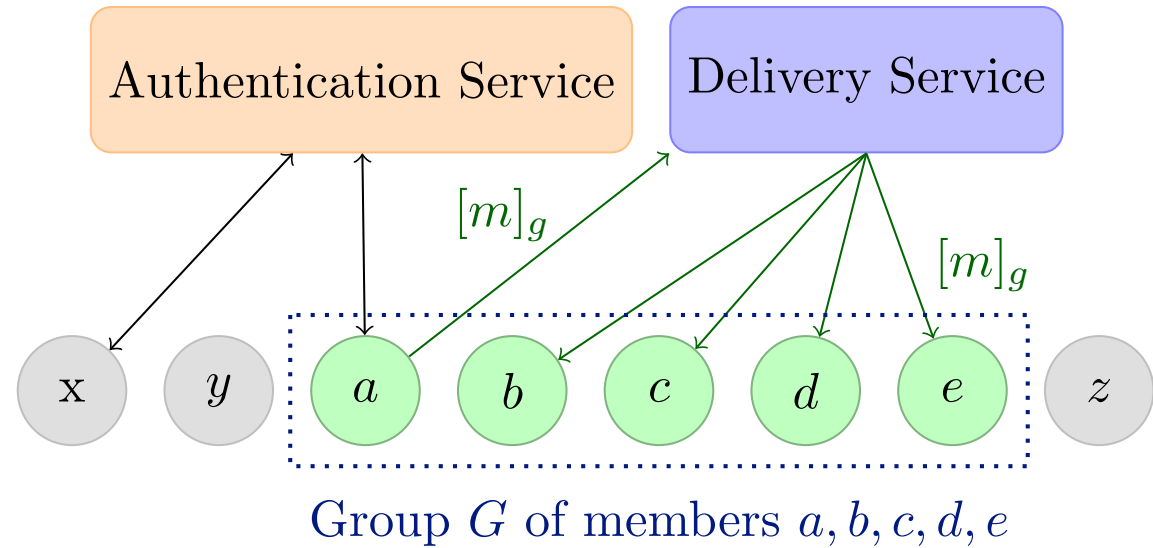 Authentication Service
Delivery Service
[m]_g
[m]_g
x
y
a
b
c
d
e
z
Group G of members a, b, c, d, e